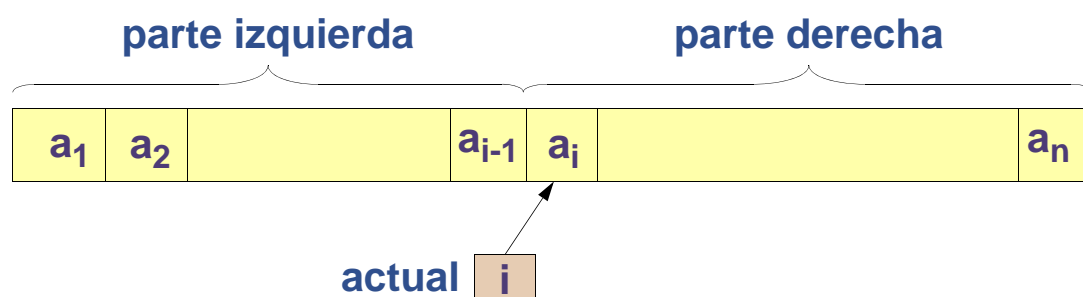 parte izquierda parte derecha
a1 a2 ai-1 ai an
actual i